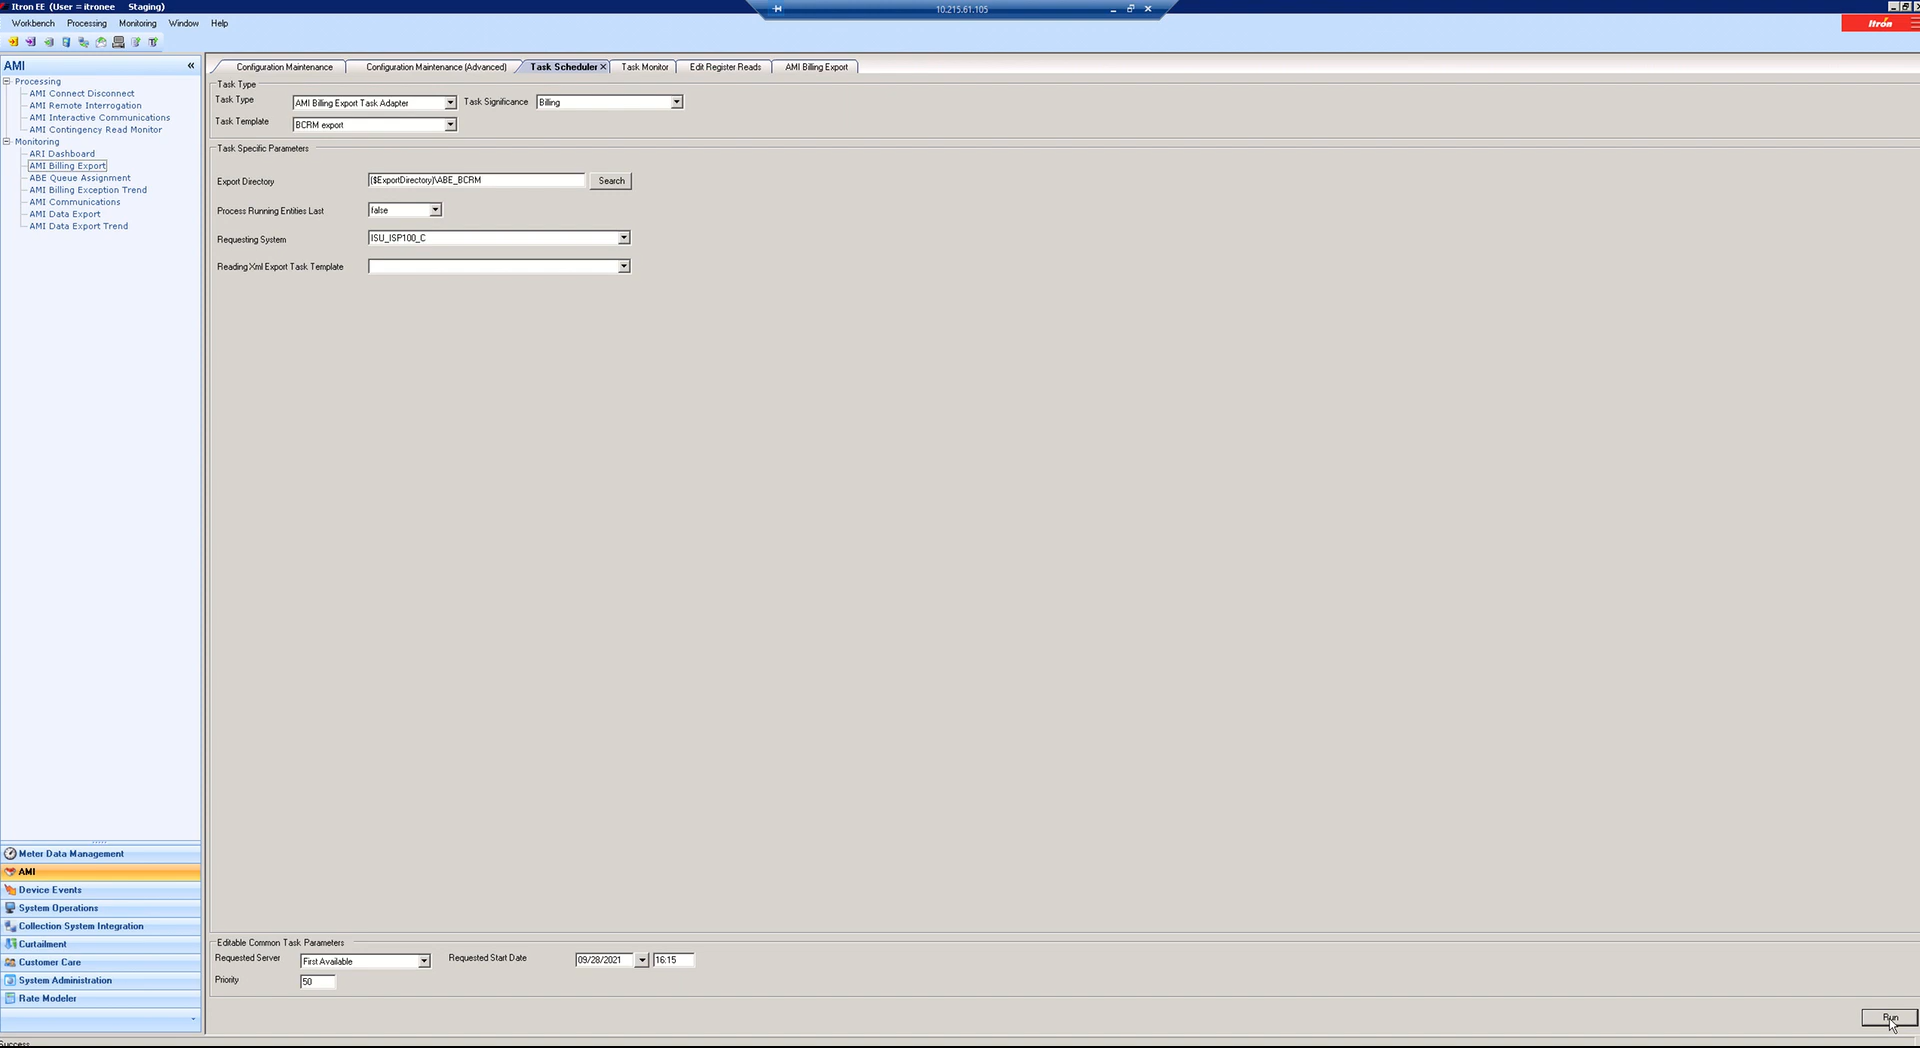 Itron EE (User = itronee Staging)
10.215.61.105
Workbench Processing Monitoring Window Help
Itrón
AMI «
Configuration Maintenance Configuration Maintenance (Advanced) Task Scheduler X Task Monitor Edit Register Reads AMI Billing Export
Processing
AMI Connect Disconnect
AMI Remote Interrogation
AMI Interactive Communications
AMI Contingency Read Monitor
Monitoring
ARI Dashboard
AMI Billing Export
ABE Queue Assignment
AMI Billing Exception Trend
AMI Communications
AMI Data Export
AMI Data Export Trend
Task Type
Task Type AMI Billing Export Task Adapter Task Significance Billing
Task Template BCRM export
Task Specific Parameters
Export Directory {$ExportDirectory}\ABE_BCRM Search
Process Running Entities Last false
Requesting System ISU_ISP100_C
Reading Xml Export Task Template
Meter Data Management
AMI
Device Events
System Operations
Collection System Integration
Curtailment
Customer Care
System Administration
Rate Modeler
Editable Common Task Parameters
Requested Server First Available Requested Start Date 09/28/2021 16:15
Priority 50
Run
Success